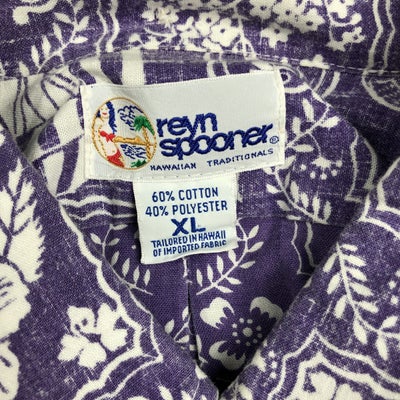 reyn
spooner®
HAWAIIAN TRADITIONALS
60% COTTON
40% POLYESTER
XL
TAILORED IN HAWAII
OF IMPORTED FABRIC